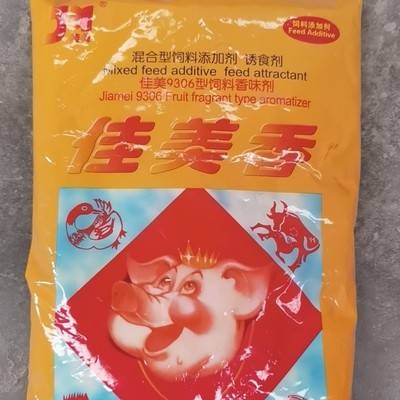 饲料添加剂
Feed Additive
混合型饲料添加剂 诱食剂
Mixed feed additive feed attractant
佳美9306型饲料香味剂
Jiamei 9306 Fruit fragrant type aromatizer
佳美香